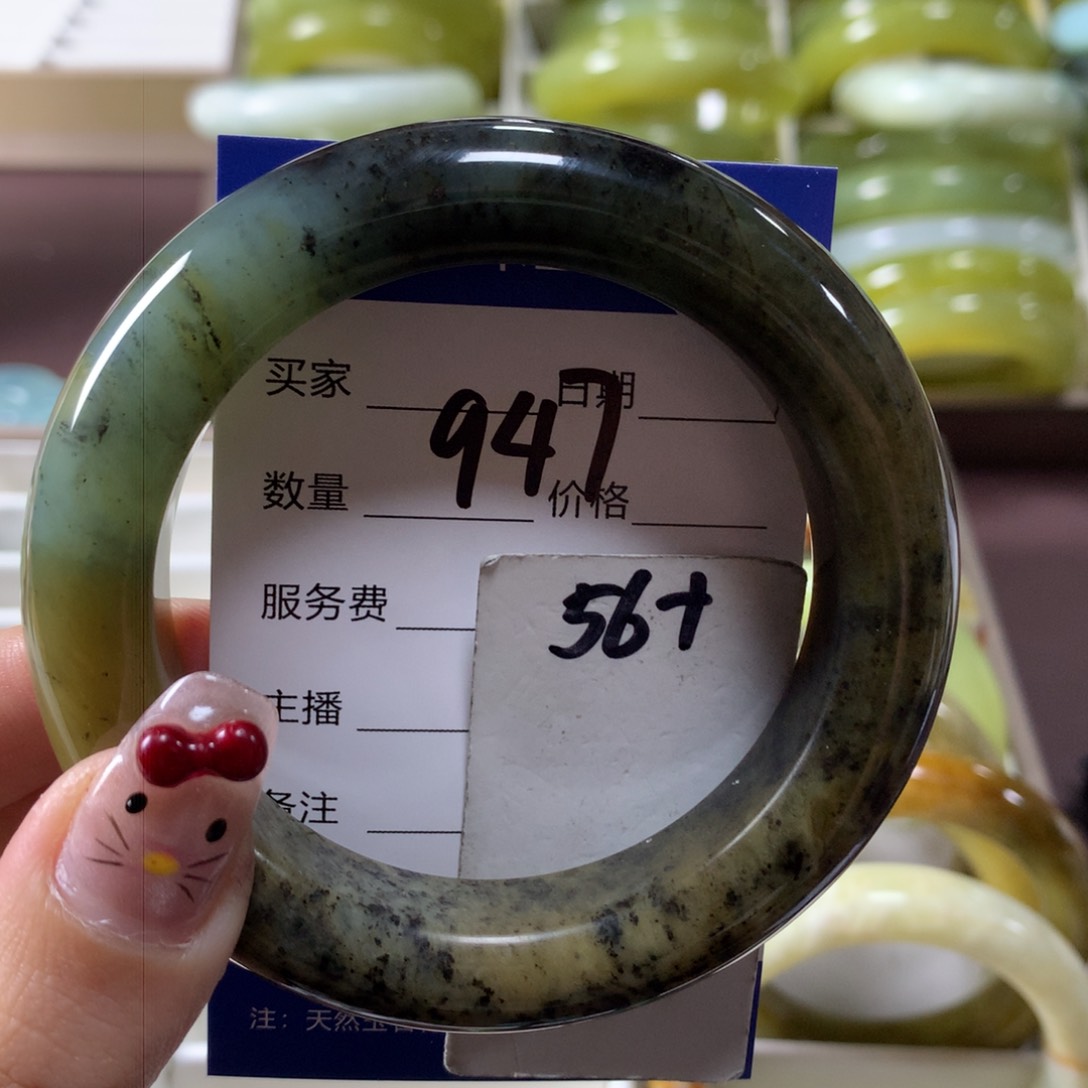 买家 日期
947
数量 价格
服务费
56+
主播
备注
注：天然玉石